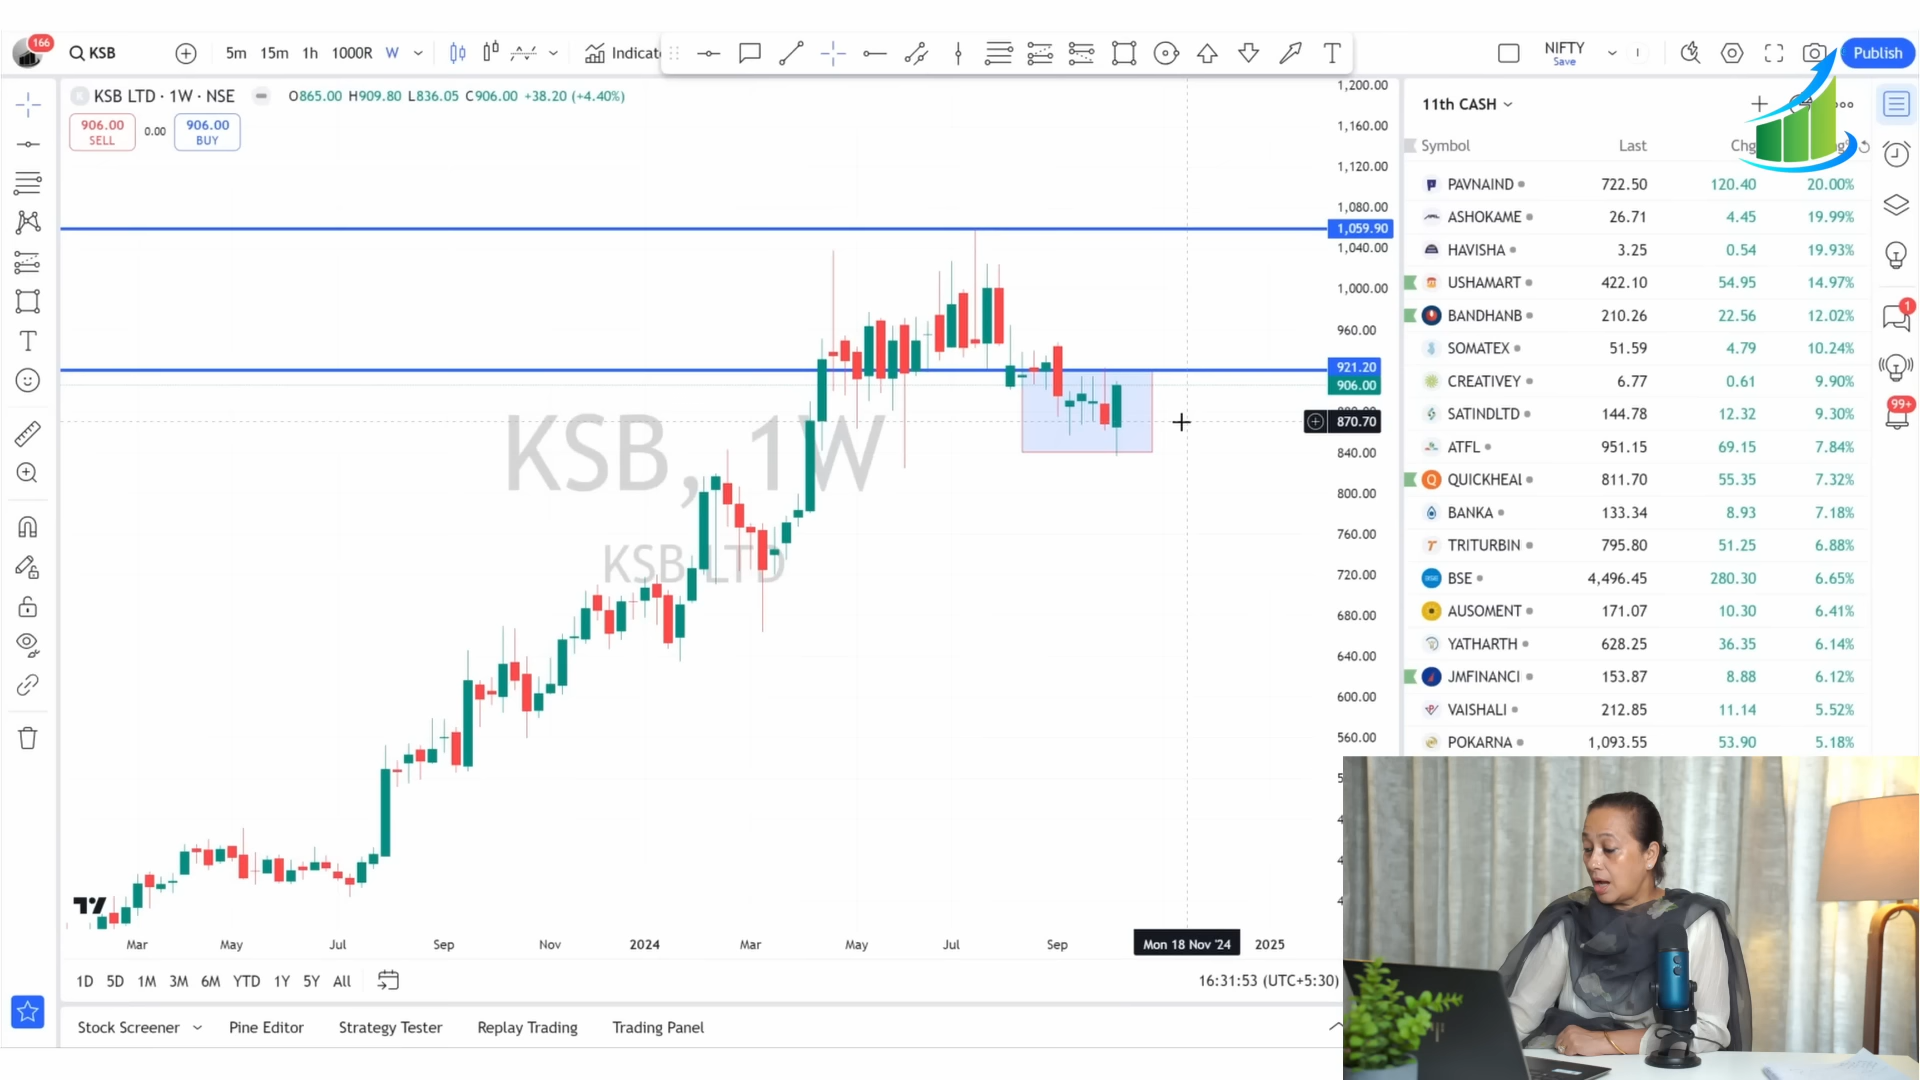 166
KSB
5m 15m 1h 1000R W
NIFTY
Save
Publish
KSB LTD · 1W · NSE
O865.00 H909.80 L836.05 C906.00 +38.20 (+4.40%)
906.00
SELL
0.00
906.00
BUY
1,200.00
1,160.00
1,120.00
1,080.00
1,059.90
1,040.00
1,000.00
960.00
921.20
906.00
870.70
840.00
800.00
760.00
720.00
680.00
640.00
600.00
560.00
KSB, 1W
KSB LTD
Mar May Jul Sep Nov 2024 Mar May Jul Sep Mon 18 Nov '24 2025
1D 5D 1M 3M 6M YTD 1Y 5Y All
16:31:53 (UTC+5:30)
Stock Screener Pine Editor Strategy Tester Replay Trading Trading Panel
11th CASH
Symbol Last Chg
PAVNAIND 722.50 120.40 20.00%
ASHOKAME 26.71 4.45 19.99%
HAVISHA 3.25 0.54 19.93%
USHAMART 422.10 54.95 14.97%
BANDHANB 210.26 22.56 12.02%
SOMATEX 51.59 4.79 10.24%
CREATIVEY 6.77 0.61 9.90%
SATINDLTD 144.78 12.32 9.30%
ATFL 951.15 69.15 7.84%
QUICKHEAL 811.70 55.35 7.32%
BANKA 133.34 8.93 7.18%
TRITURBIN 795.80 51.25 6.88%
BSE 4,496.45 280.30 6.65%
AUSOMENT 171.07 10.30 6.41%
YATHARTH 628.25 36.35 6.14%
JMFINANCI 153.87 8.88 6.12%
VAISHALI 212.85 11.14 5.52%
POKARNA 1,093.55 53.90 5.18%
1
99+